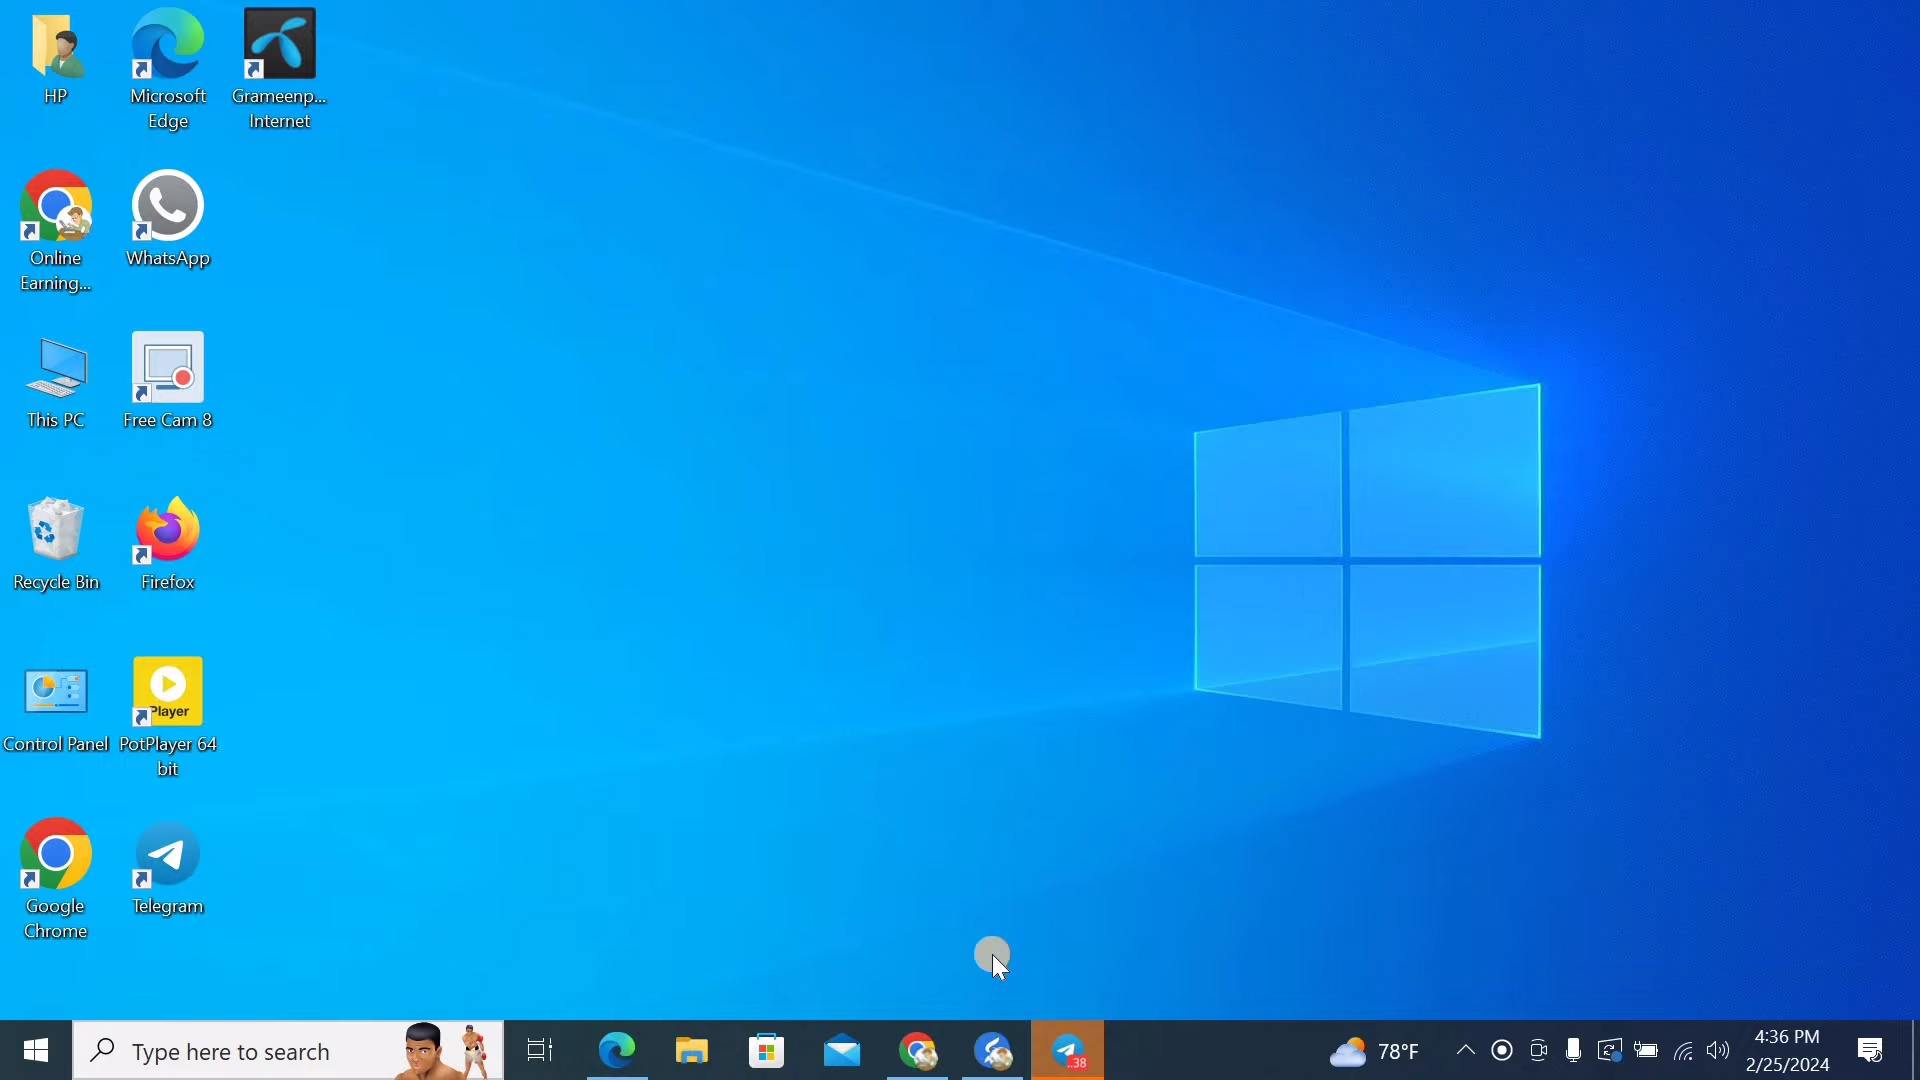 HP
Microsoft
Edge
Grameenp...
Internet
Online
Earning...
WhatsApp
This PC
Free Cam 8
Recycle Bin
Firefox
Player
Control Panel
PotPlayer 64
bit
Google
Chrome
Telegram
Type here to search
..38
78°F
4:36 PM
2/25/2024